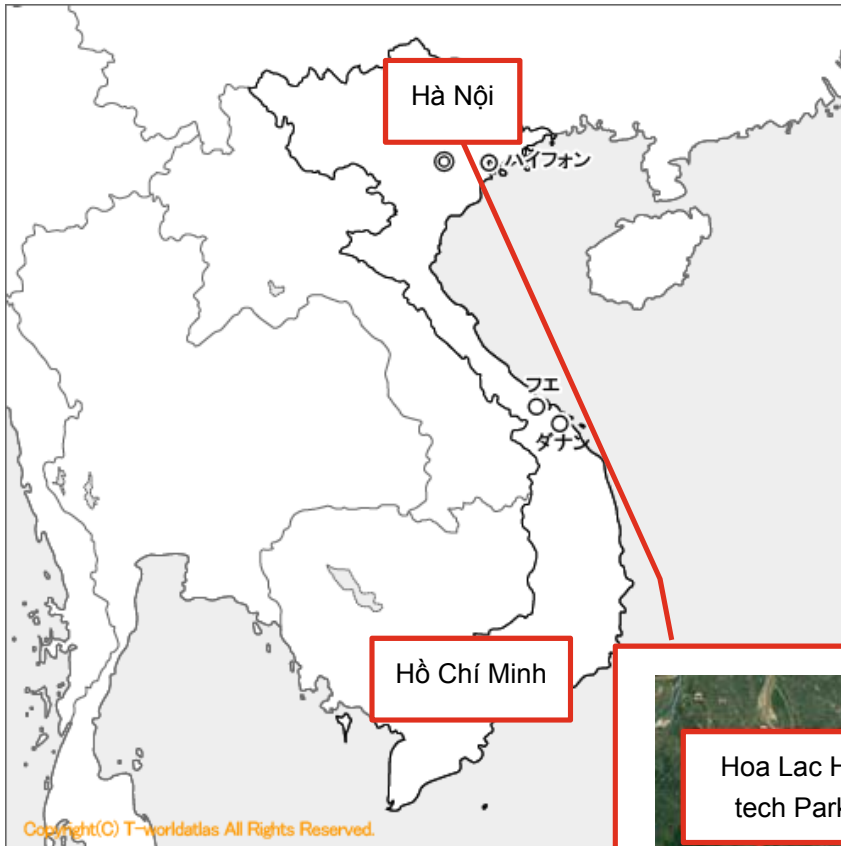 Hà Nội
ハイフォン
フエ
ダナン
Hồ Chí Minh
Hoa Lac H
tech Park
Copyright(C) T-worldatlas All Rights Reserved.